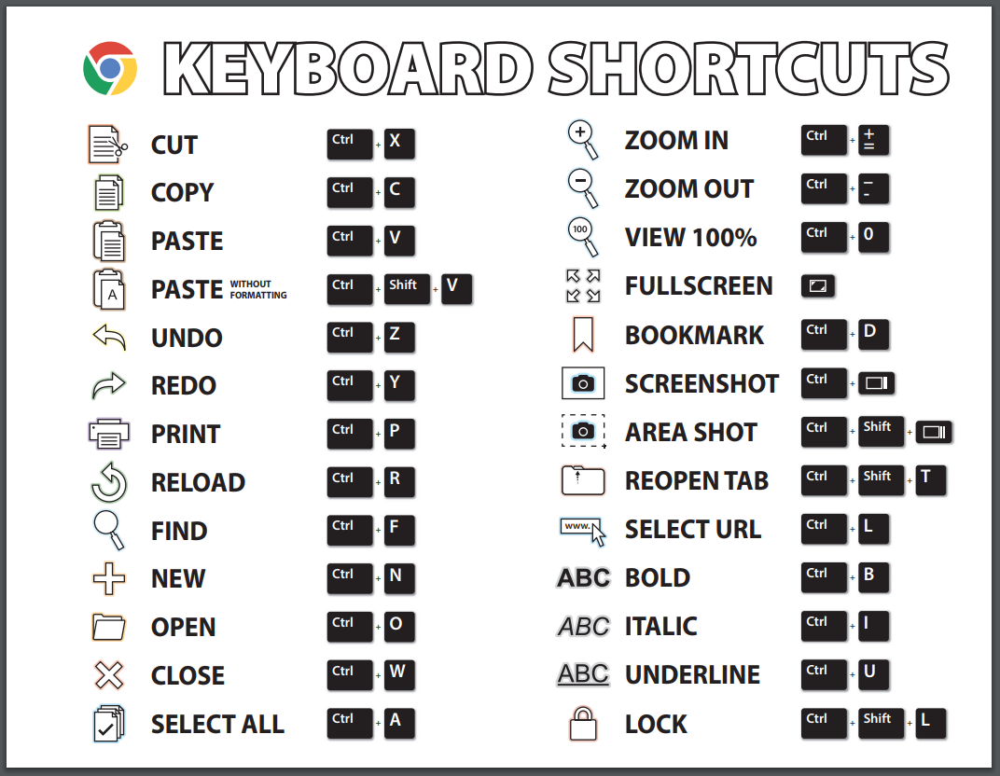 KEYBOARD SHORTCUTS
CUT Ctrl + X
COPY Ctrl + C
PASTE Ctrl + V
A PASTE WITHOUT FORMATTING Ctrl + Shift + V
UNDO Ctrl + Z
REDO Ctrl + Y
PRINT Ctrl + P
RELOAD Ctrl + R
FIND Ctrl + F
NEW Ctrl + N
OPEN Ctrl + O
CLOSE Ctrl + W
SELECT ALL Ctrl + A
+ ZOOM IN Ctrl + + =
− ZOOM OUT Ctrl + – -
100 VIEW 100% Ctrl + 0
FULLSCREEN
BOOKMARK Ctrl + D
SCREENSHOT Ctrl +
AREA SHOT Ctrl + Shift +
REOPEN TAB Ctrl + Shift + T
www. SELECT URL Ctrl + L
ABC BOLD Ctrl + B
ABC ITALIC Ctrl + I
ABC UNDERLINE Ctrl + U
LOCK Ctrl + Shift + L